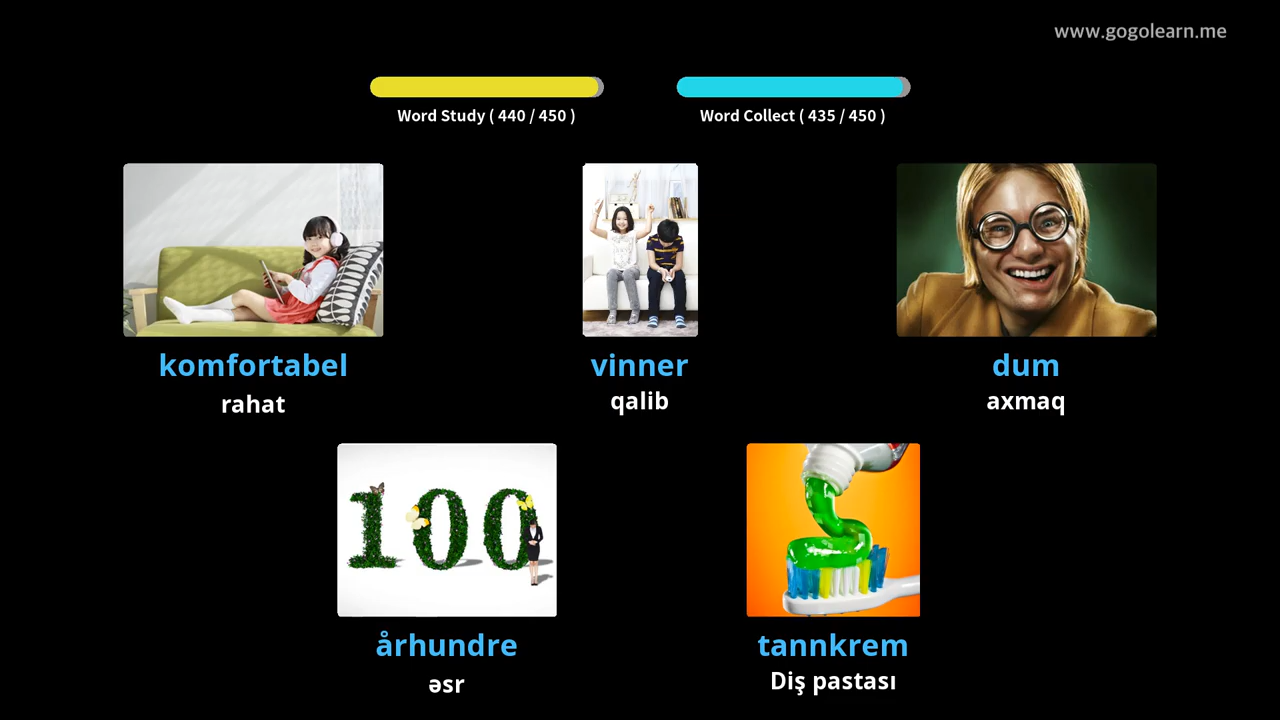 www.gogolearn.me
Word Study ( 440 / 450 )
Word Collect ( 435 / 450 )
komfortabel
rahat
vinner
qalib
dum
axmaq
100
århundre
əsr
tannkrem
Diş pastası